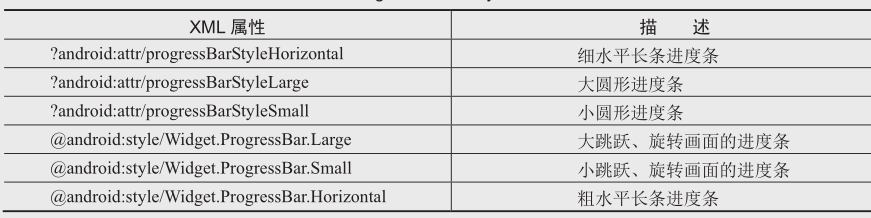 XML 属性 描 述
?android:attr/progressBarStyleHorizontal 细水平长条进度条
?android:attr/progressBarStyleLarge 大圆形进度条
?android:attr/progressBarStyleSmall 小圆形进度条
@android:style/Widget.ProgressBar.Large 大跳跃、旋转画面的进度条
@android:style/Widget.ProgressBar.Small 小跳跃、旋转画面的进度条
@android:style/Widget.ProgressBar.Horizontal 粗水平长条进度条